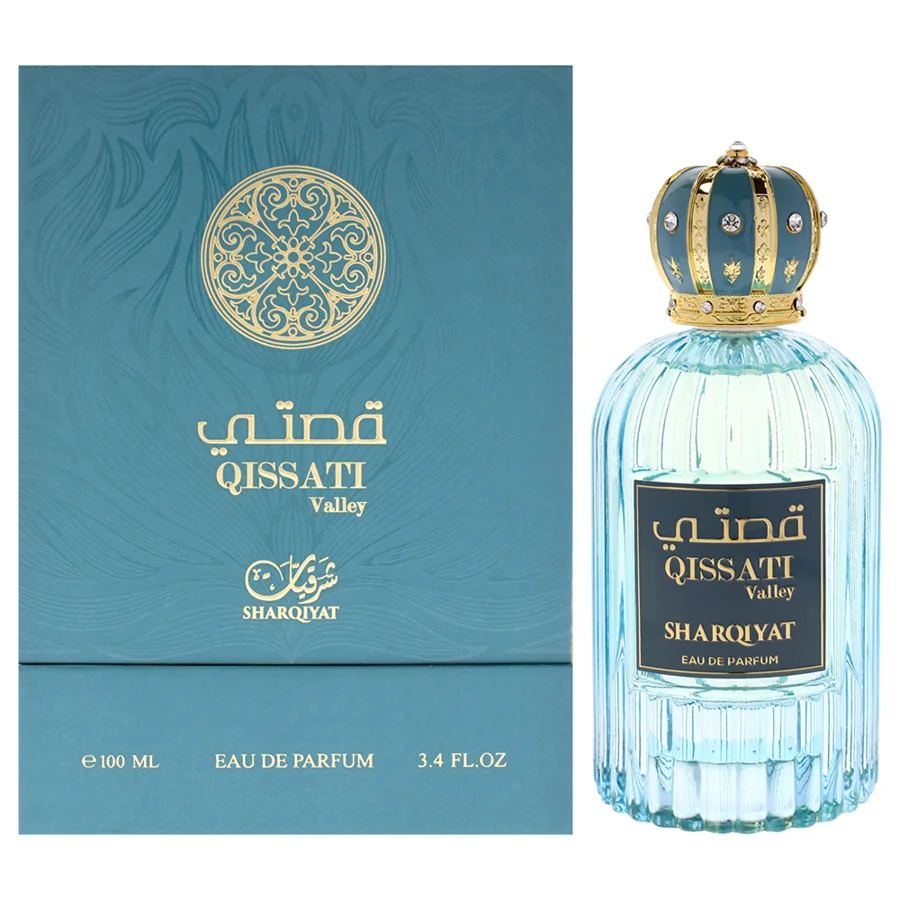 قصتي
QISSATI
Valley
شرقيات
SHARQIYAT
℮100 ML EAU DE PARFUM 3.4 FL.OZ
قصتي
QISSATI
Valley
SHARQIYAT
EAU DE PARFUM